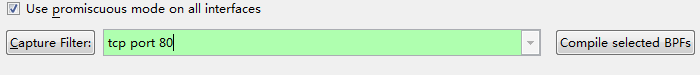 Use promiscuous mode on all interfaces
Capture Filter: tcp port 80 Compile selected BPFs